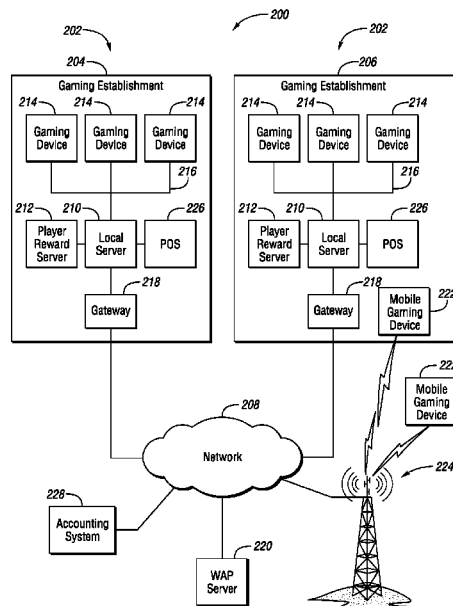 200
202
202
204
206
Gaming Establishment
Gaming Establishment
214
214
214
214
214
214
Gaming
Device
Gaming
Device
Gaming
Device
Gaming
Device
Gaming
Device
Gaming
Device
216
216
212
210
226
212
210
226
Player
Reward
Server
Local
Server
POS
Player
Reward
Server
Local
Server
POS
218
218
Gateway
Gateway
222
Mobile
Gaming
Device
222
Mobile
Gaming
Device
208
Network
224
228
Accounting
System
220
WAP
Server